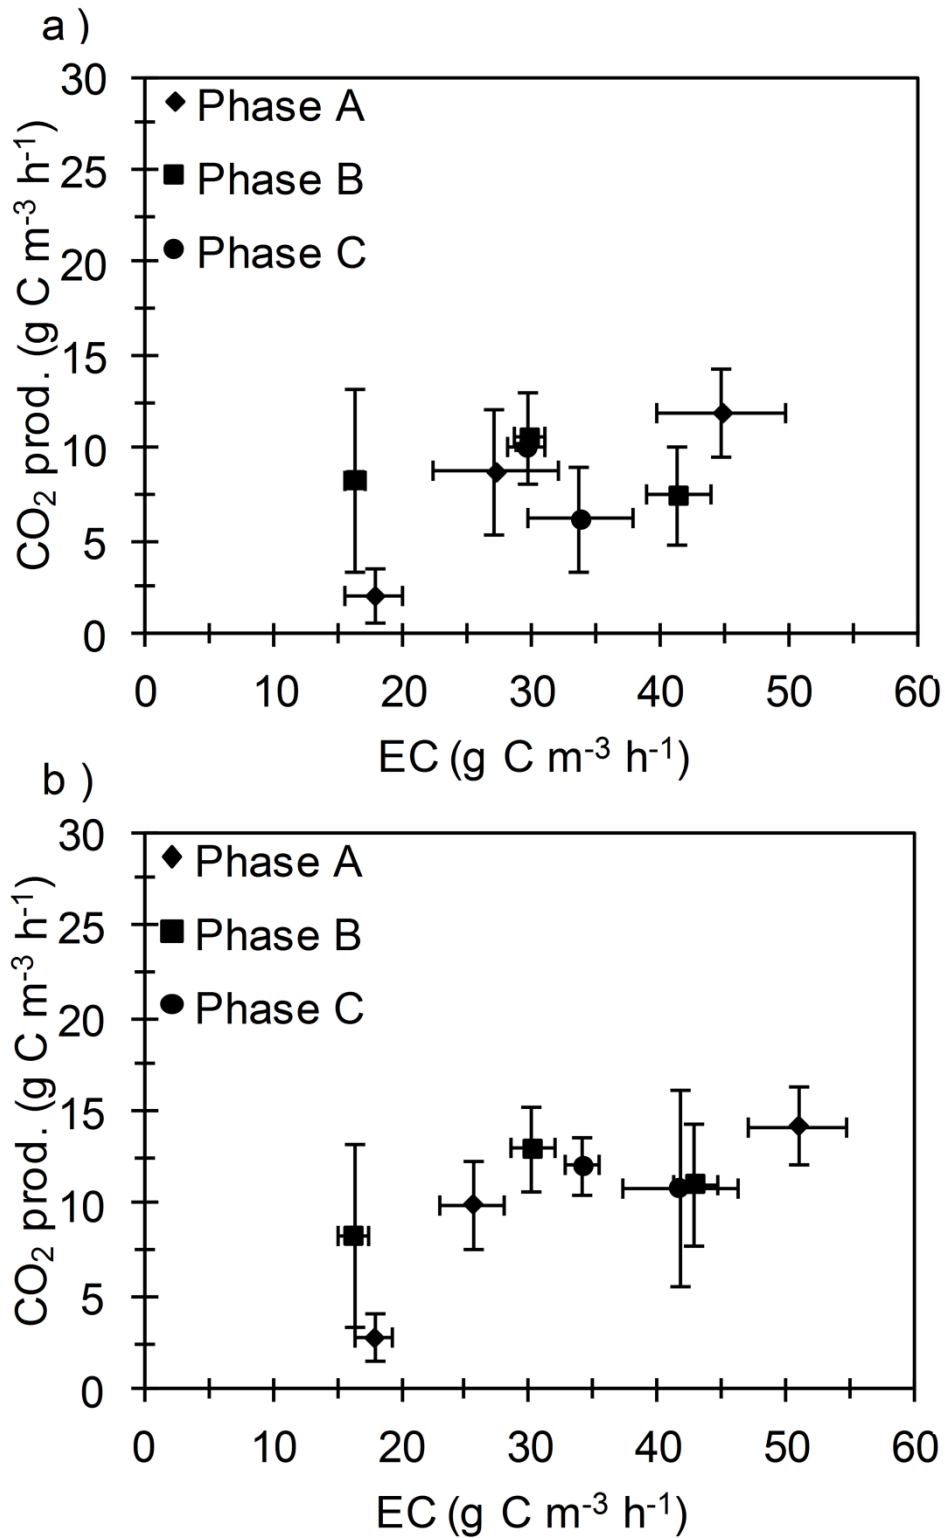 a )
30
25
20
15
10
5
0
CO₂ prod. (g C m⁻³ h⁻¹)
Phase A
Phase B
Phase C
0 10 20 30 40 50 60
EC (g C m⁻³ h⁻¹)
b )
30
25
20
15
10
5
0
CO₂ prod. (g C m⁻³ h⁻¹)
Phase A
Phase B
Phase C
0 10 20 30 40 50 60
EC (g C m⁻³ h⁻¹)